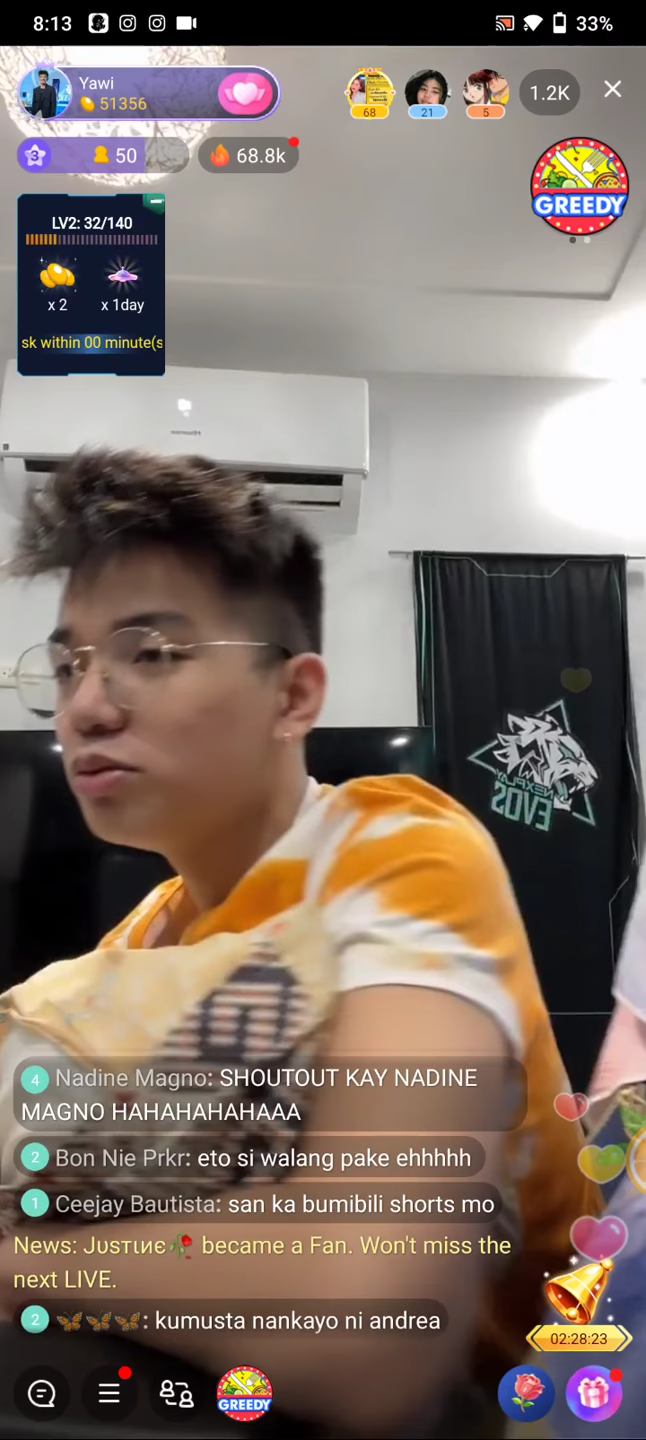 8:13
33%
Yawi
51356
68
21
5
1.2K
3
50
68.8k
GREEDY
LV2: 32/140
x 2
x 1day
sk within 00 minute(s
NEXPLAY
EVOS
4 Nadine Magno: SHOUTOUT KAY NADINE
MAGNO HAHAHAHAHAAA
2 Bon Nie Prkr: eto si walang pake ehhhhh
1 Ceejay Bautista: san ka bumibili shorts mo
News: Jυѕтιиє🥀 became a Fan. Won't miss the
next LIVE.
2 🦋🦋🦋: kumusta nankayo ni andrea
02:28:23
GREEDY